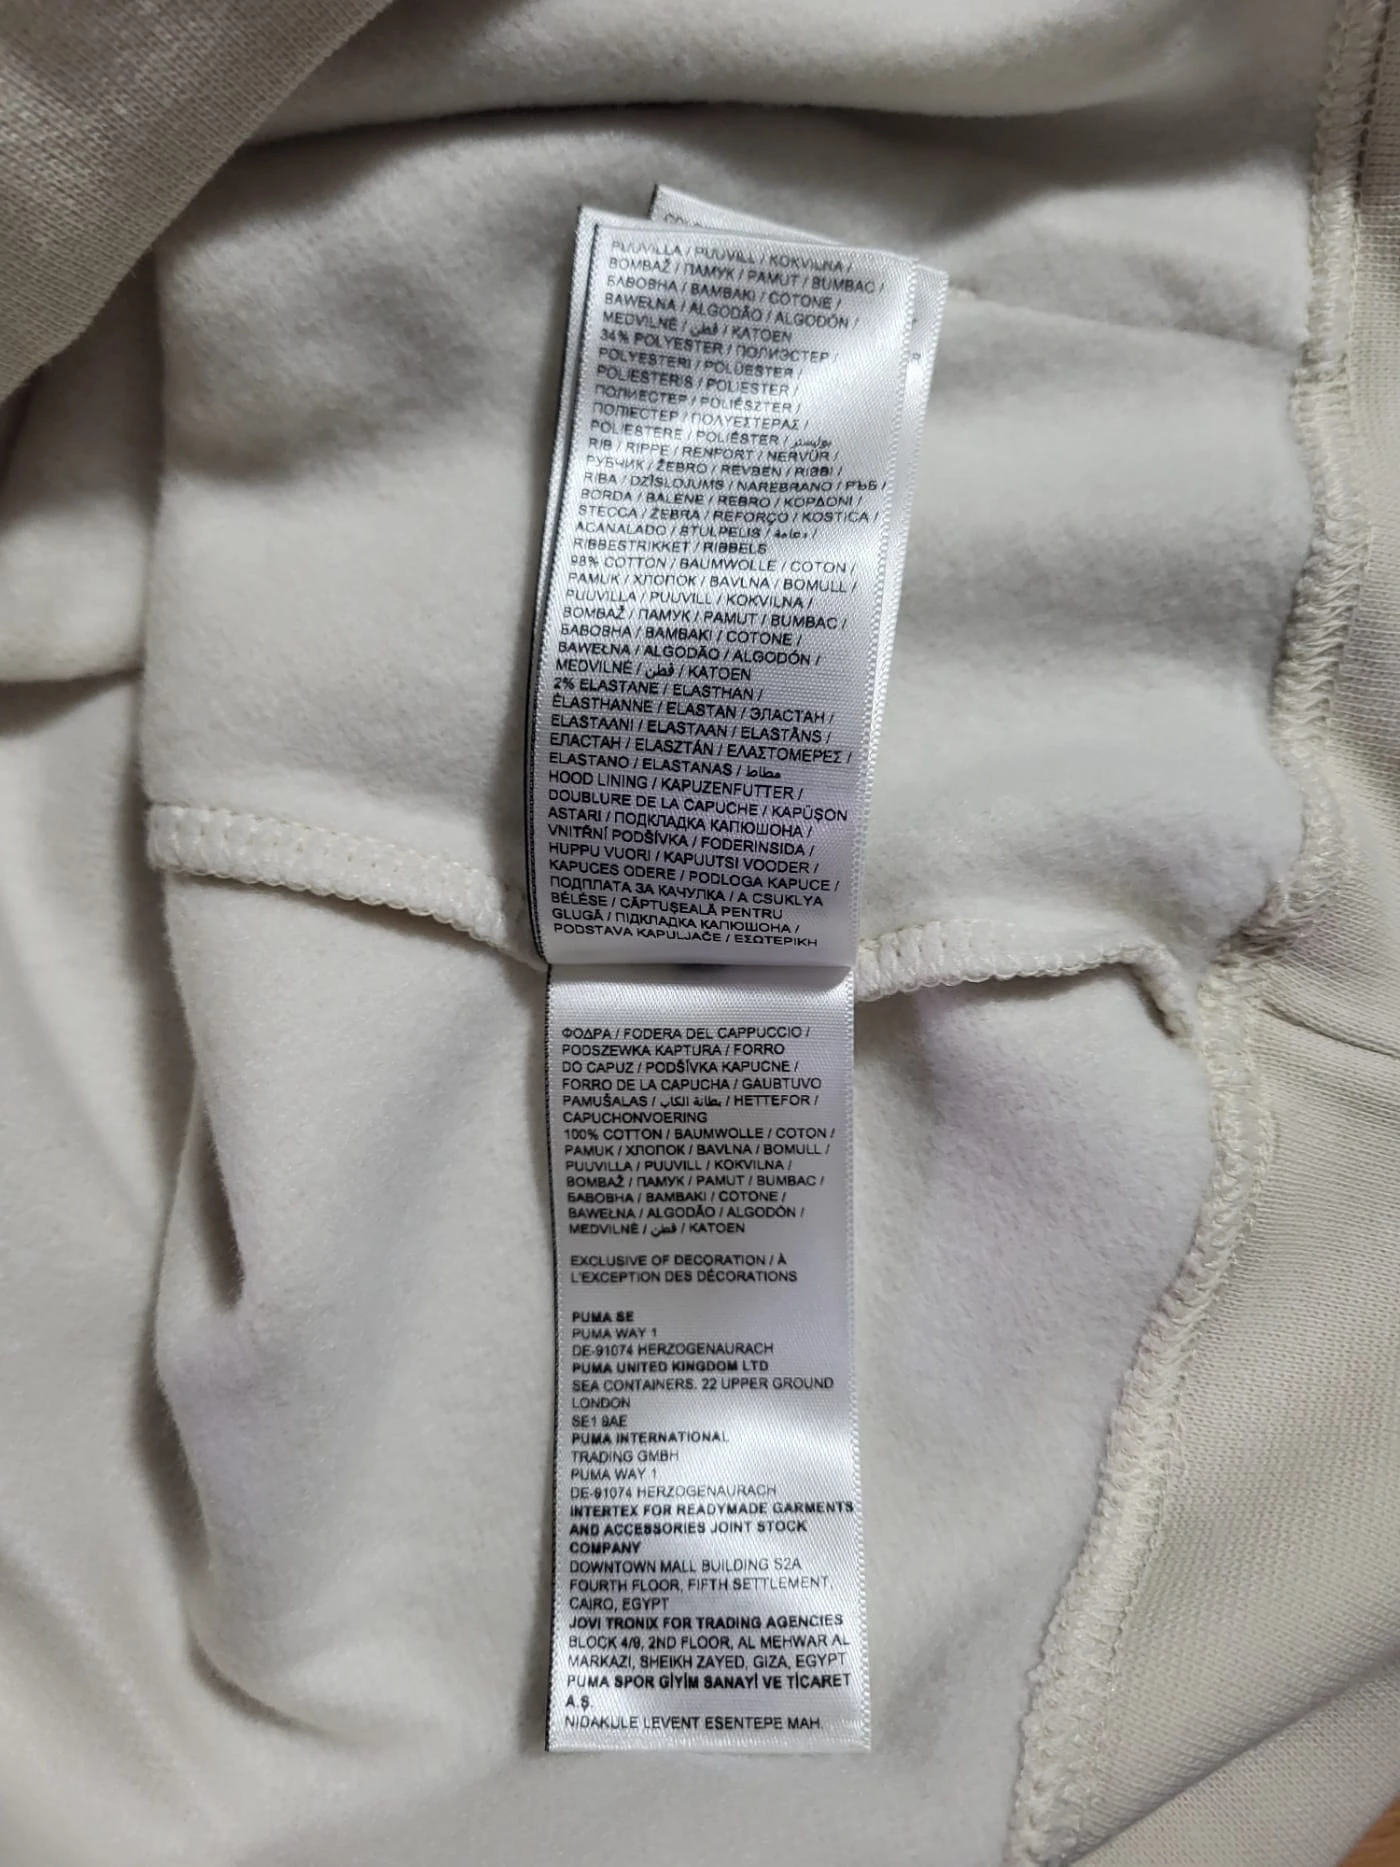 PUUVILLA / PUUVILL / KOKVILNA /
BOMBAŽ / ПАМУК / PAMUT / BUMBAC /
БАВОВНА / BAMBAKI / COTONE /
BAWEŁNA / ALGODÃO / ALGODÓN /
MEDVILNĖ / قطن / KATOEN
34% POLYESTER / ПОЛИЭСТЕР /
POLYESTERI / POLÜESTER /
POLIESTERIS / POLIESTER /
ПОЛИЕСТЕР / POLIÉSZTER /
ПОЛІЕСТЕР / ΠΟΛΥΕΣΤΕΡΑΣ /
POLIESTERE / POLIÉSTER / بوليستر
RIB / RIPPE / RENFORT / NERVÜR /
РУБЧИК / ŽEBRO / REVBEN / RIBBI /
RIBA / DZĪSLOJUMS / NAREBRANO / РЪБ /
BORDA / BALENE / REBRO / ΚΟΡΔΟΝΙ /
STECCA / ŻEBRA / REFORÇO / KOSTICA /
ACANALADO / STULPELIS / دعامة /
RIBBESTRIKKET / RIBBELS
98% COTTON / BAUMWOLLE / COTON /
PAMUK / ХЛОПОК / BAVLNA / BOMULL /
PUUVILLA / PUUVILL / KOKVILNA /
BOMBAŽ / ПАМУК / PAMUT / BUMBAC /
БАВОВНА / BAMBAKI / COTONE /
BAWEŁNA / ALGODÃO / ALGODÓN /
MEDVILNĖ / قطن / KATOEN
2% ELASTANE / ELASTHAN /
ÉLASTHANNE / ELASTAN / ЭЛАСТАН /
ELASTAANI / ELASTAAN / ELASTĀNS /
ЕЛАСТАН / ELASZTÁN / ΕΛΑΣΤΟΜΕΡΕΣ /
ELASTANO / ELASTANAS / مطاط
HOOD LINING / KAPUZENFUTTER /
DOUBLURE DE LA CAPUCHE / KAPÜŞON
ASTARI / ПОДКЛАДКА КАПЮШОНА /
VNITŘNÍ PODŠÍVKA / FODERINSIDA /
HUPPU VUORI / KAPUUTSI VOODER /
KAPUCES ODERE / PODLOGA KAPUCE /
ПОДПЛАТА ЗА КАЧУЛКА / A CSUKLYA
BÉLÉSE / CĂPTUȘEALĂ PENTRU
GLUGĂ / ПІДКЛАДКА КАПЮШОНА /
PODSTAVA KAPULJAČE / ΕΣΩΤΕΡΙΚΗ
ΦΟΔΡΑ / FODERA DEL CAPPUCCIO /
PODSZEWKA KAPTURA / FORRO
DO CAPUZ / PODŠÍVKA KAPUCNE /
FORRO DE LA CAPUCHA / GAUBTUVO
PAMUŠALAS / بطانة الكاب / HETTEFOR /
CAPUCHONVOERING
100% COTTON / BAUMWOLLE / COTON /
PAMUK / ХЛОПОК / BAVLNA / BOMULL /
PUUVILLA / PUUVILL / KOKVILNA /
BOMBAŽ / ПАМУК / PAMUT / BUMBAC /
БАВОВНА / BAMBAKI / COTONE /
BAWEŁNA / ALGODÃO / ALGODÓN /
MEDVILNĖ / قطن / KATOEN
EXCLUSIVE OF DECORATION / À
L'EXCEPTION DES DÉCORATIONS
PUMA SE
PUMA WAY 1
DE-91074 HERZOGENAURACH
PUMA UNITED KINGDOM LTD
SEA CONTAINERS. 22 UPPER GROUND
LONDON
SE1 9AE
PUMA INTERNATIONAL
TRADING GMBH
PUMA WAY 1
DE-91074 HERZOGENAURACH
INTERTEX FOR READYMADE GARMENTS
AND ACCESSORIES JOINT STOCK
COMPANY
DOWNTOWN MALL BUILDING S2A
FOURTH FLOOR, FIFTH SETTLEMENT,
CAIRO, EGYPT
JOVI TRONIX FOR TRADING AGENCIES
BLOCK 4/9, 2ND FLOOR, AL MEHWAR AL
MARKAZI, SHEIKH ZAYED, GIZA, EGYPT
PUMA SPOR GİYİM SANAYİ VE TİCARET
A.Ş.
NIDAKULE LEVENT ESENTEPE MAH.